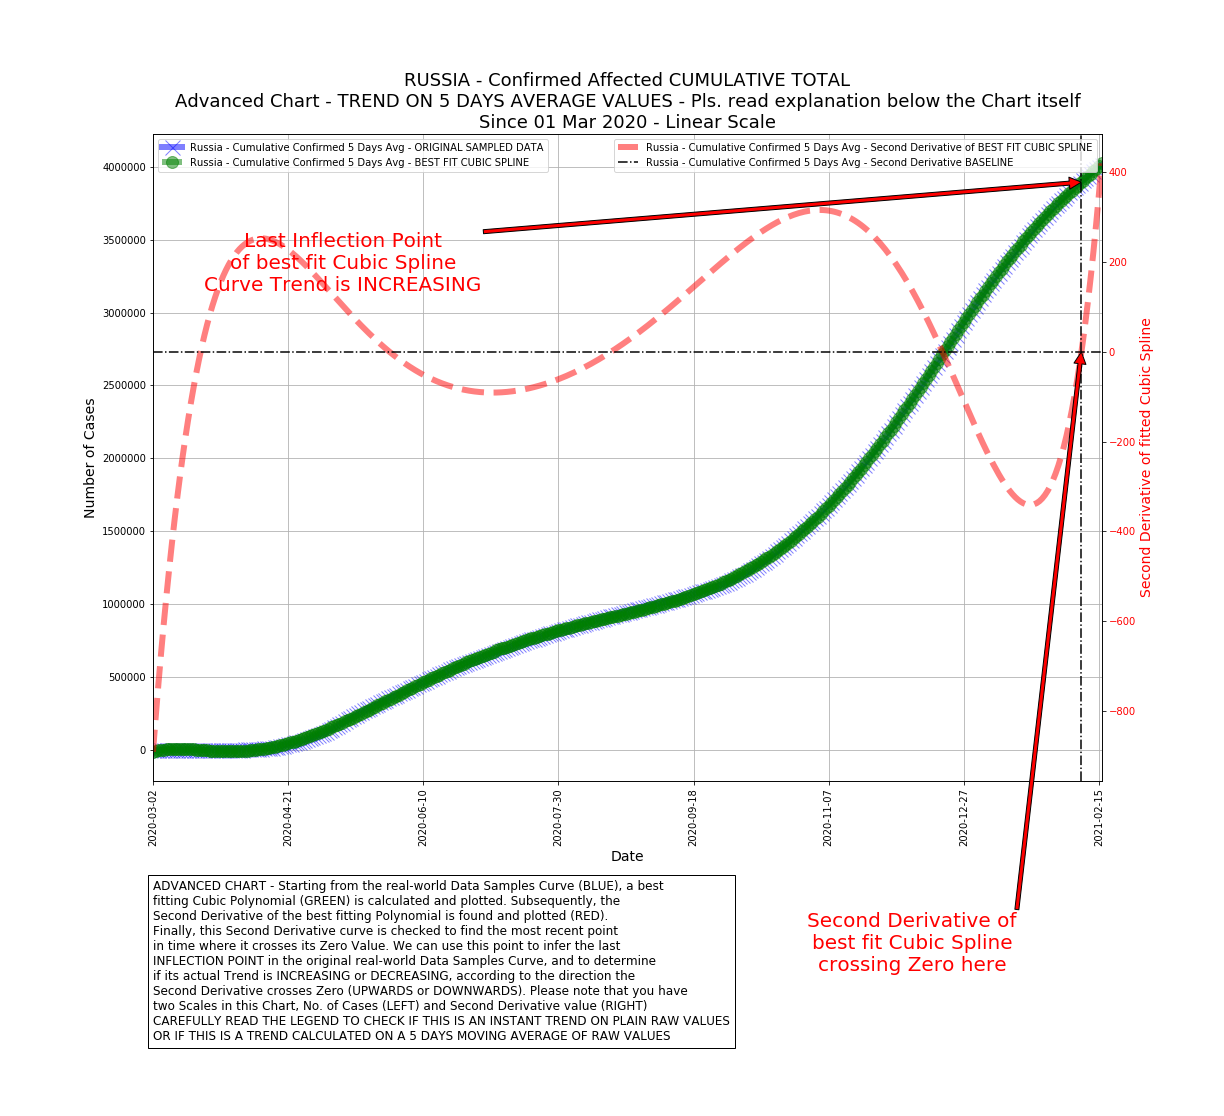 RUSSIA - Confirmed Affected CUMULATIVE TOTAL
Advanced Chart - TREND ON 5 DAYS AVERAGE VALUES - Pls. read explanation below the Chart itself
Since 01 Mar 2020 - Linear Scale
Russia - Cumulative Confirmed 5 Days Avg - ORIGINAL SAMPLED DATA
Russia - Cumulative Confirmed 5 Days Avg - BEST FIT CUBIC SPLINE
Russia - Cumulative Confirmed 5 Days Avg - Second Derivative of BEST FIT CUBIC SPLINE
Russia - Cumulative Confirmed 5 Days Avg - Second Derivative BASELINE
Last Inflection Point
of best fit Cubic Spline
Curve Trend is INCREASING
Number of Cases
4000000
3500000
3000000
2500000
2000000
1500000
1000000
500000
0
400
200
0
−200
−400
−600
−800
Second Derivative of fitted Cubic Spline
2020-03-02
2020-04-21
2020-06-10
2020-07-30
2020-09-18
2020-11-07
2020-12-27
2021-02-15
Date
ADVANCED CHART - Starting from the real-world Data Samples Curve (BLUE), a best
fitting Cubic Polynomial (GREEN) is calculated and plotted. Subsequently, the
Second Derivative of the best fitting Polynomial is found and plotted (RED).
Finally, this Second Derivative curve is checked to find the most recent point
in time where it crosses its Zero Value. We can use this point to infer the last
INFLECTION POINT in the original real-world Data Samples Curve, and to determine
if its actual Trend is INCREASING or DECREASING, according to the direction the
Second Derivative crosses Zero (UPWARDS or DOWNWARDS). Please note that you have
two Scales in this Chart, No. of Cases (LEFT) and Second Derivative value (RIGHT)
CAREFULLY READ THE LEGEND TO CHECK IF THIS IS AN INSTANT TREND ON PLAIN RAW VALUES
OR IF THIS IS A TREND CALCULATED ON A 5 DAYS MOVING AVERAGE OF RAW VALUES
Second Derivative of
best fit Cubic Spline
crossing Zero here